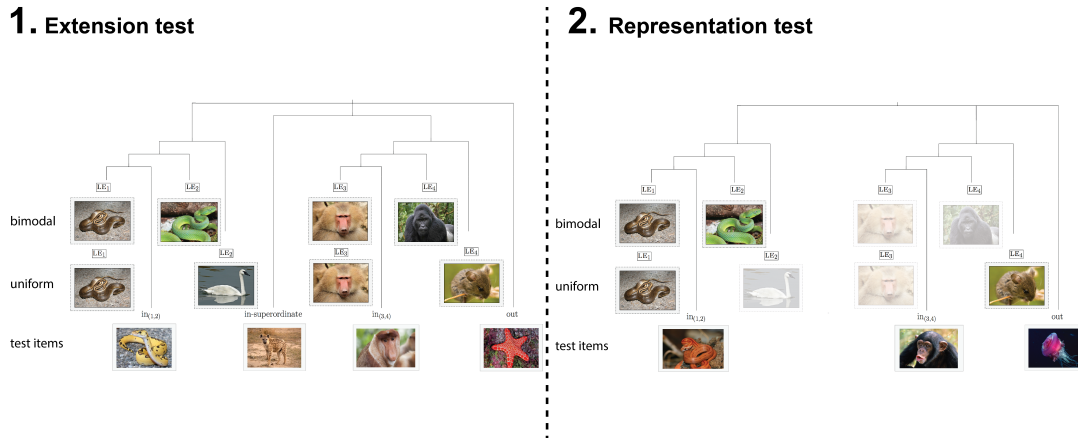 1. Extension test
LE1 LE2 LE3 LE4
bimodal
LE1 LE2 LE3 LE4
uniform
in(1,2) in-superordinate in(3,4) out
test items
2. Representation test
LE1 LE2 LE3 LE4
bimodal
LE1 LE2 LE3 LE4
uniform
in(1,2) in(3,4) out
test items